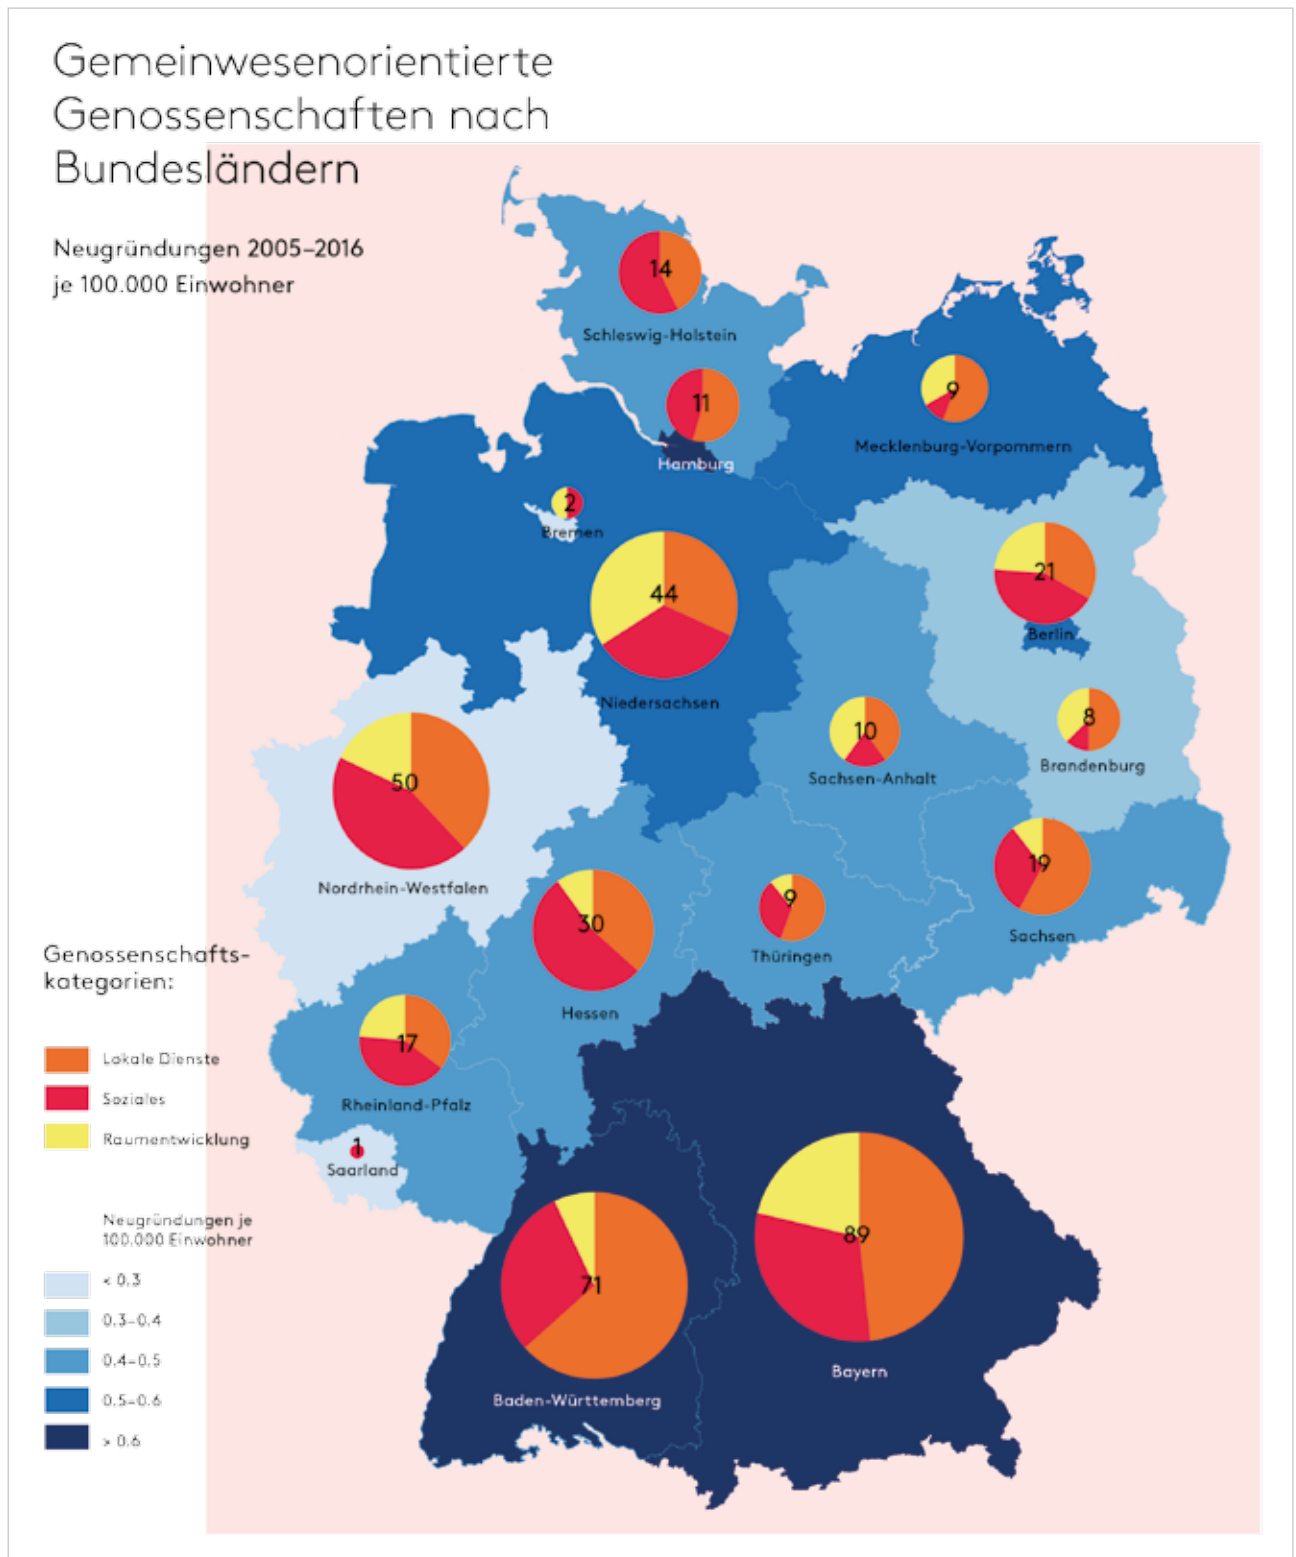 Gemeinwesenorientierte
Genossenschaften nach
Bundesländern
Neugründungen 2005–2016
je 100.000 Einwohner
14
Schleswig-Holstein
11
Hamburg
9
Mecklenburg-Vorpommern
2
Bremen
44
Niedersachsen
21
Berlin
10
Sachsen-Anhalt
8
Brandenburg
50
Nordrhein-Westfalen
30
Hessen
9
Thüringen
19
Sachsen
17
Rheinland-Pfalz
1
Saarland
71
Baden-Württemberg
89
Bayern
Genossenschafts-
kategorien:
Lokale Dienste
Soziales
Raumentwicklung
Neugründungen je
100.000 Einwohner
< 0.3
0.3–0.4
0.4–0.5
0.5–0.6
> 0.6